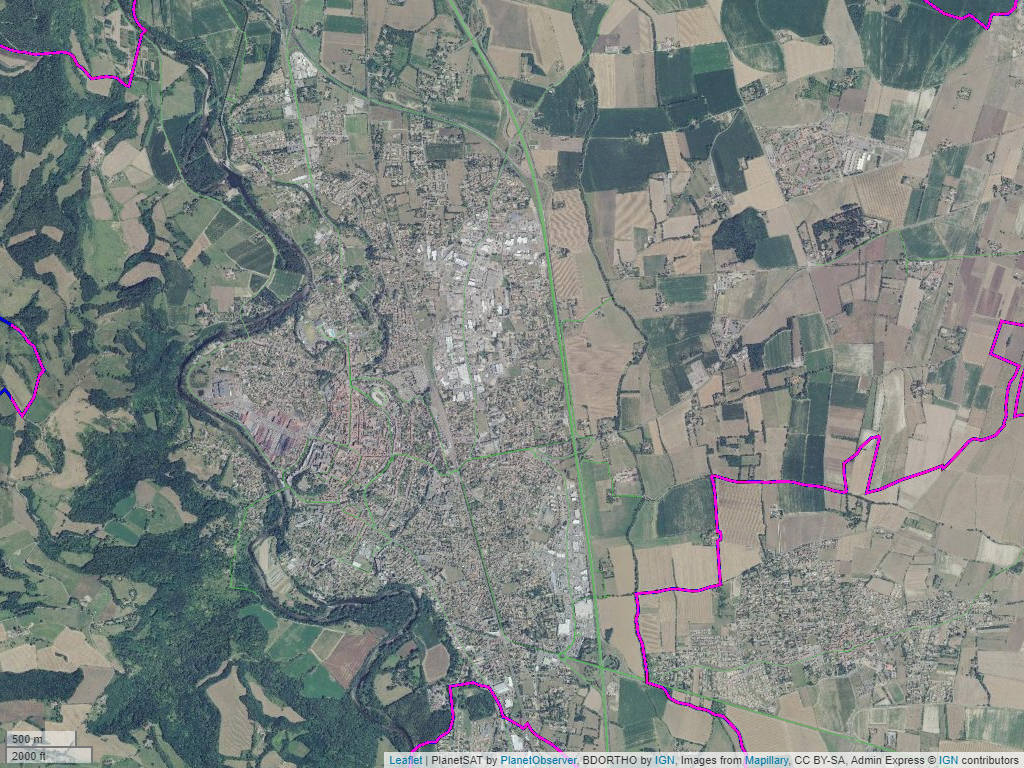 500 m
2000 ft
Leaflet | PlanetSAT by PlanetObserver, BDORTHO by IGN, Images from Mapillary, CC BY-SA, Admin Express © IGN contributors